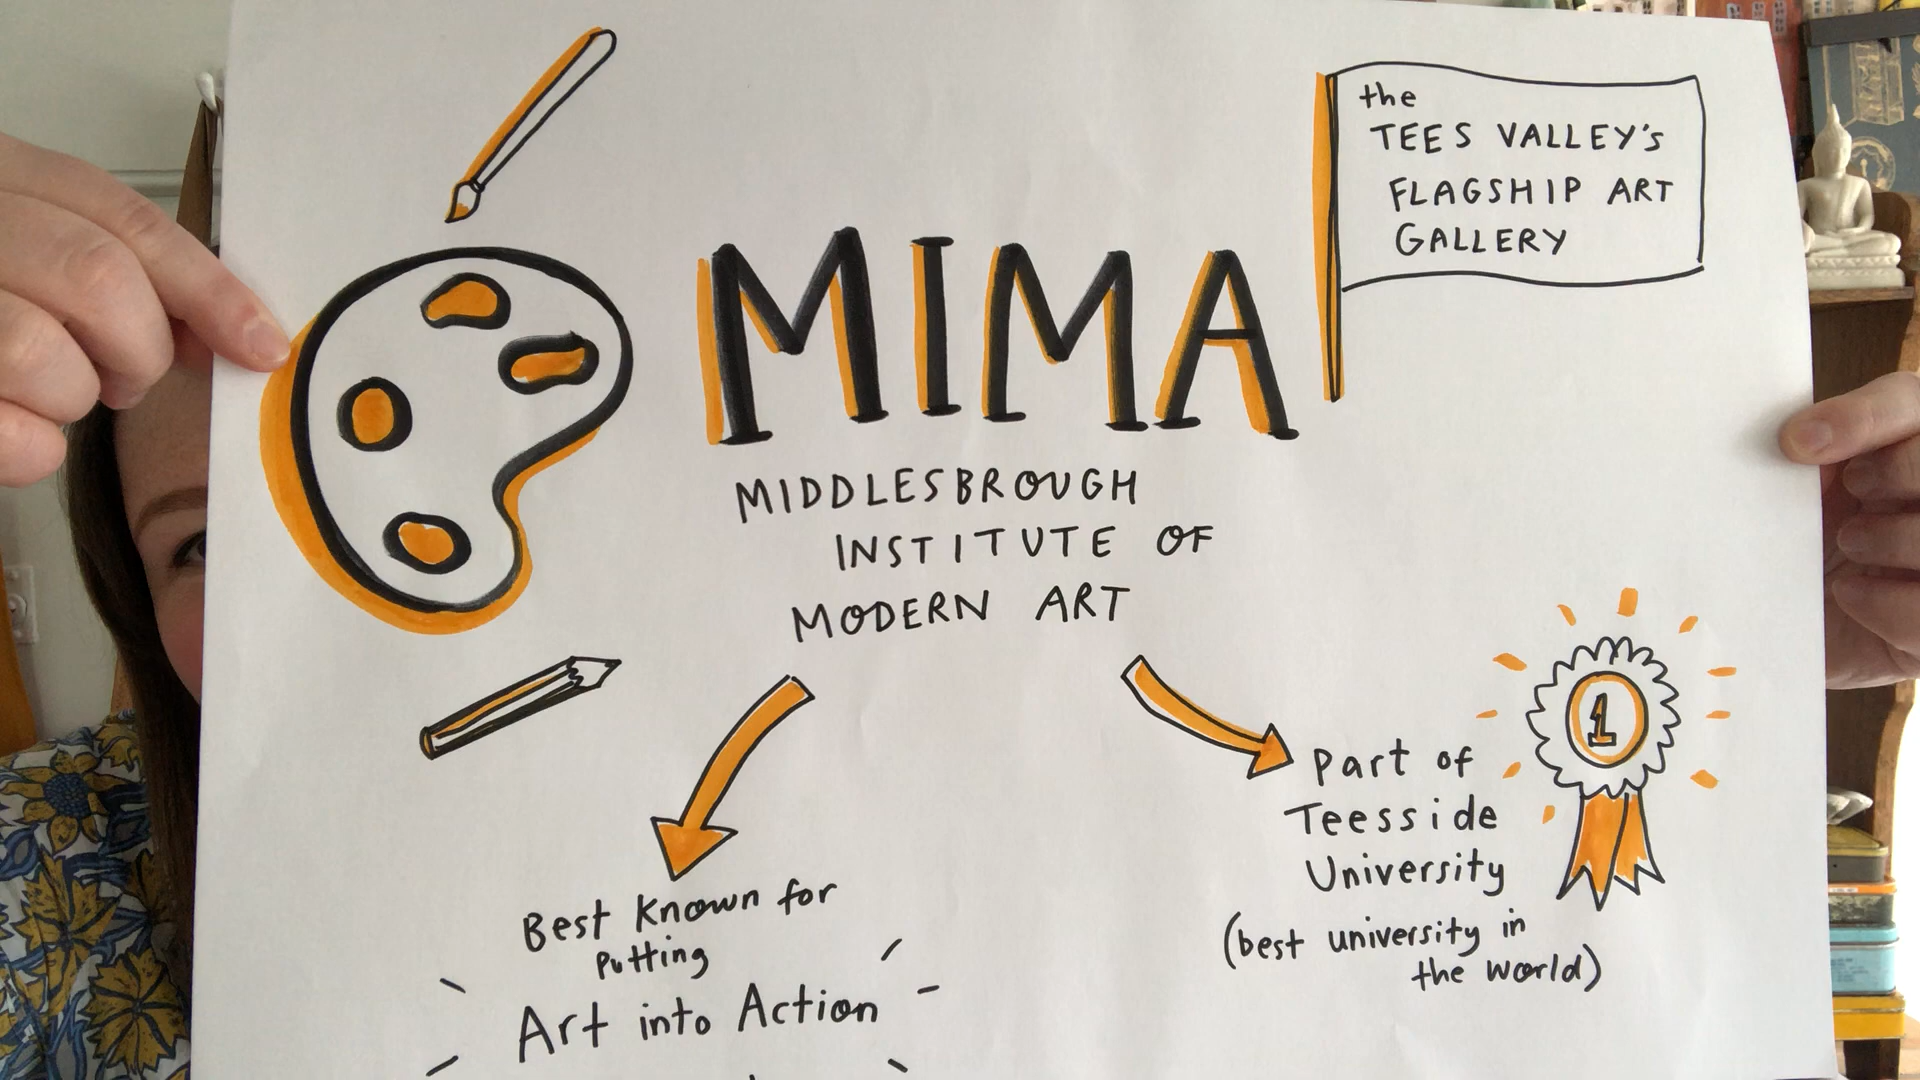 the
TEES VALLEY'S
FLAGSHIP ART
GALLERY
MIMA
MIDDLESBROUGH
INSTITUTE OF
MODERN ART
Best Known for
putting
Art into Action
Part of
Teesside
University
(best university in
the world)
1